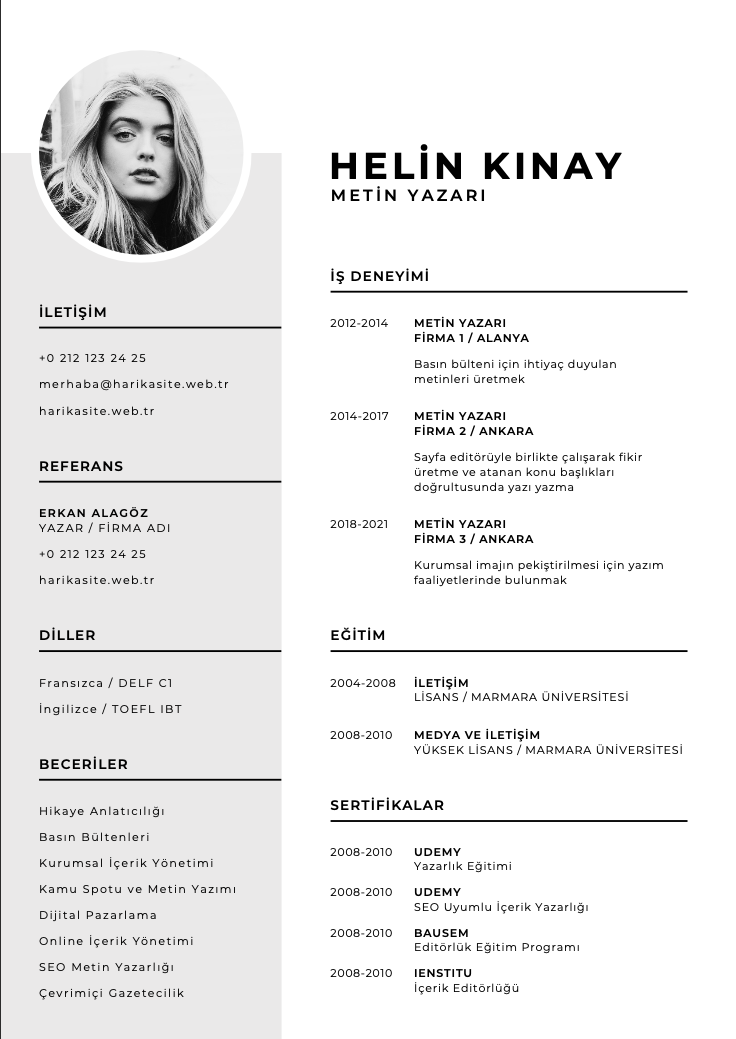 HELİN KINAY
METİN YAZARI
İLETİŞİM
+0 212 123 24 25
merhaba@harikasite.web.tr
harikasite.web.tr
REFERANS
ERKAN ALAGÖZ
YAZAR / FİRMA ADI
+0 212 123 24 25
harikasite.web.tr
DİLLER
Fransızca / DELF C1
İngilizce / TOEFL IBT
BECERİLER
Hikaye Anlatıcılığı
Basın Bültenleri
Kurumsal İçerik Yönetimi
Kamu Spotu ve Metin Yazımı
Dijital Pazarlama
Online İçerik Yönetimi
SEO Metin Yazarlığı
Çevrimiçi Gazetecilik
İŞ DENEYİMİ
2012-2014 METİN YAZARI
FİRMA 1 / ALANYA
Basın bülteni için ihtiyaç duyulan
metinleri üretmek
2014-2017 METİN YAZARI
FİRMA 2 / ANKARA
Sayfa editörüyle birlikte çalışarak fikir
üretme ve atanan konu başlıkları
doğrultusunda yazı yazma
2018-2021 METİN YAZARI
FİRMA 3 / ANKARA
Kurumsal imajın pekiştirilmesi için yazım
faaliyetlerinde bulunmak
EĞİTİM
2004-2008 İLETİŞİM
LİSANS / MARMARA ÜNİVERSİTESİ
2008-2010 MEDYA VE İLETİŞİM
YÜKSEK LİSANS / MARMARA ÜNİVERSİTESİ
SERTİFİKALAR
2008-2010 UDEMY
Yazarlık Eğitimi
2008-2010 UDEMY
SEO Uyumlu İçerik Yazarlığı
2008-2010 BAUSEM
Editörlük Eğitim Programı
2008-2010 IENSTITU
İçerik Editörlüğü